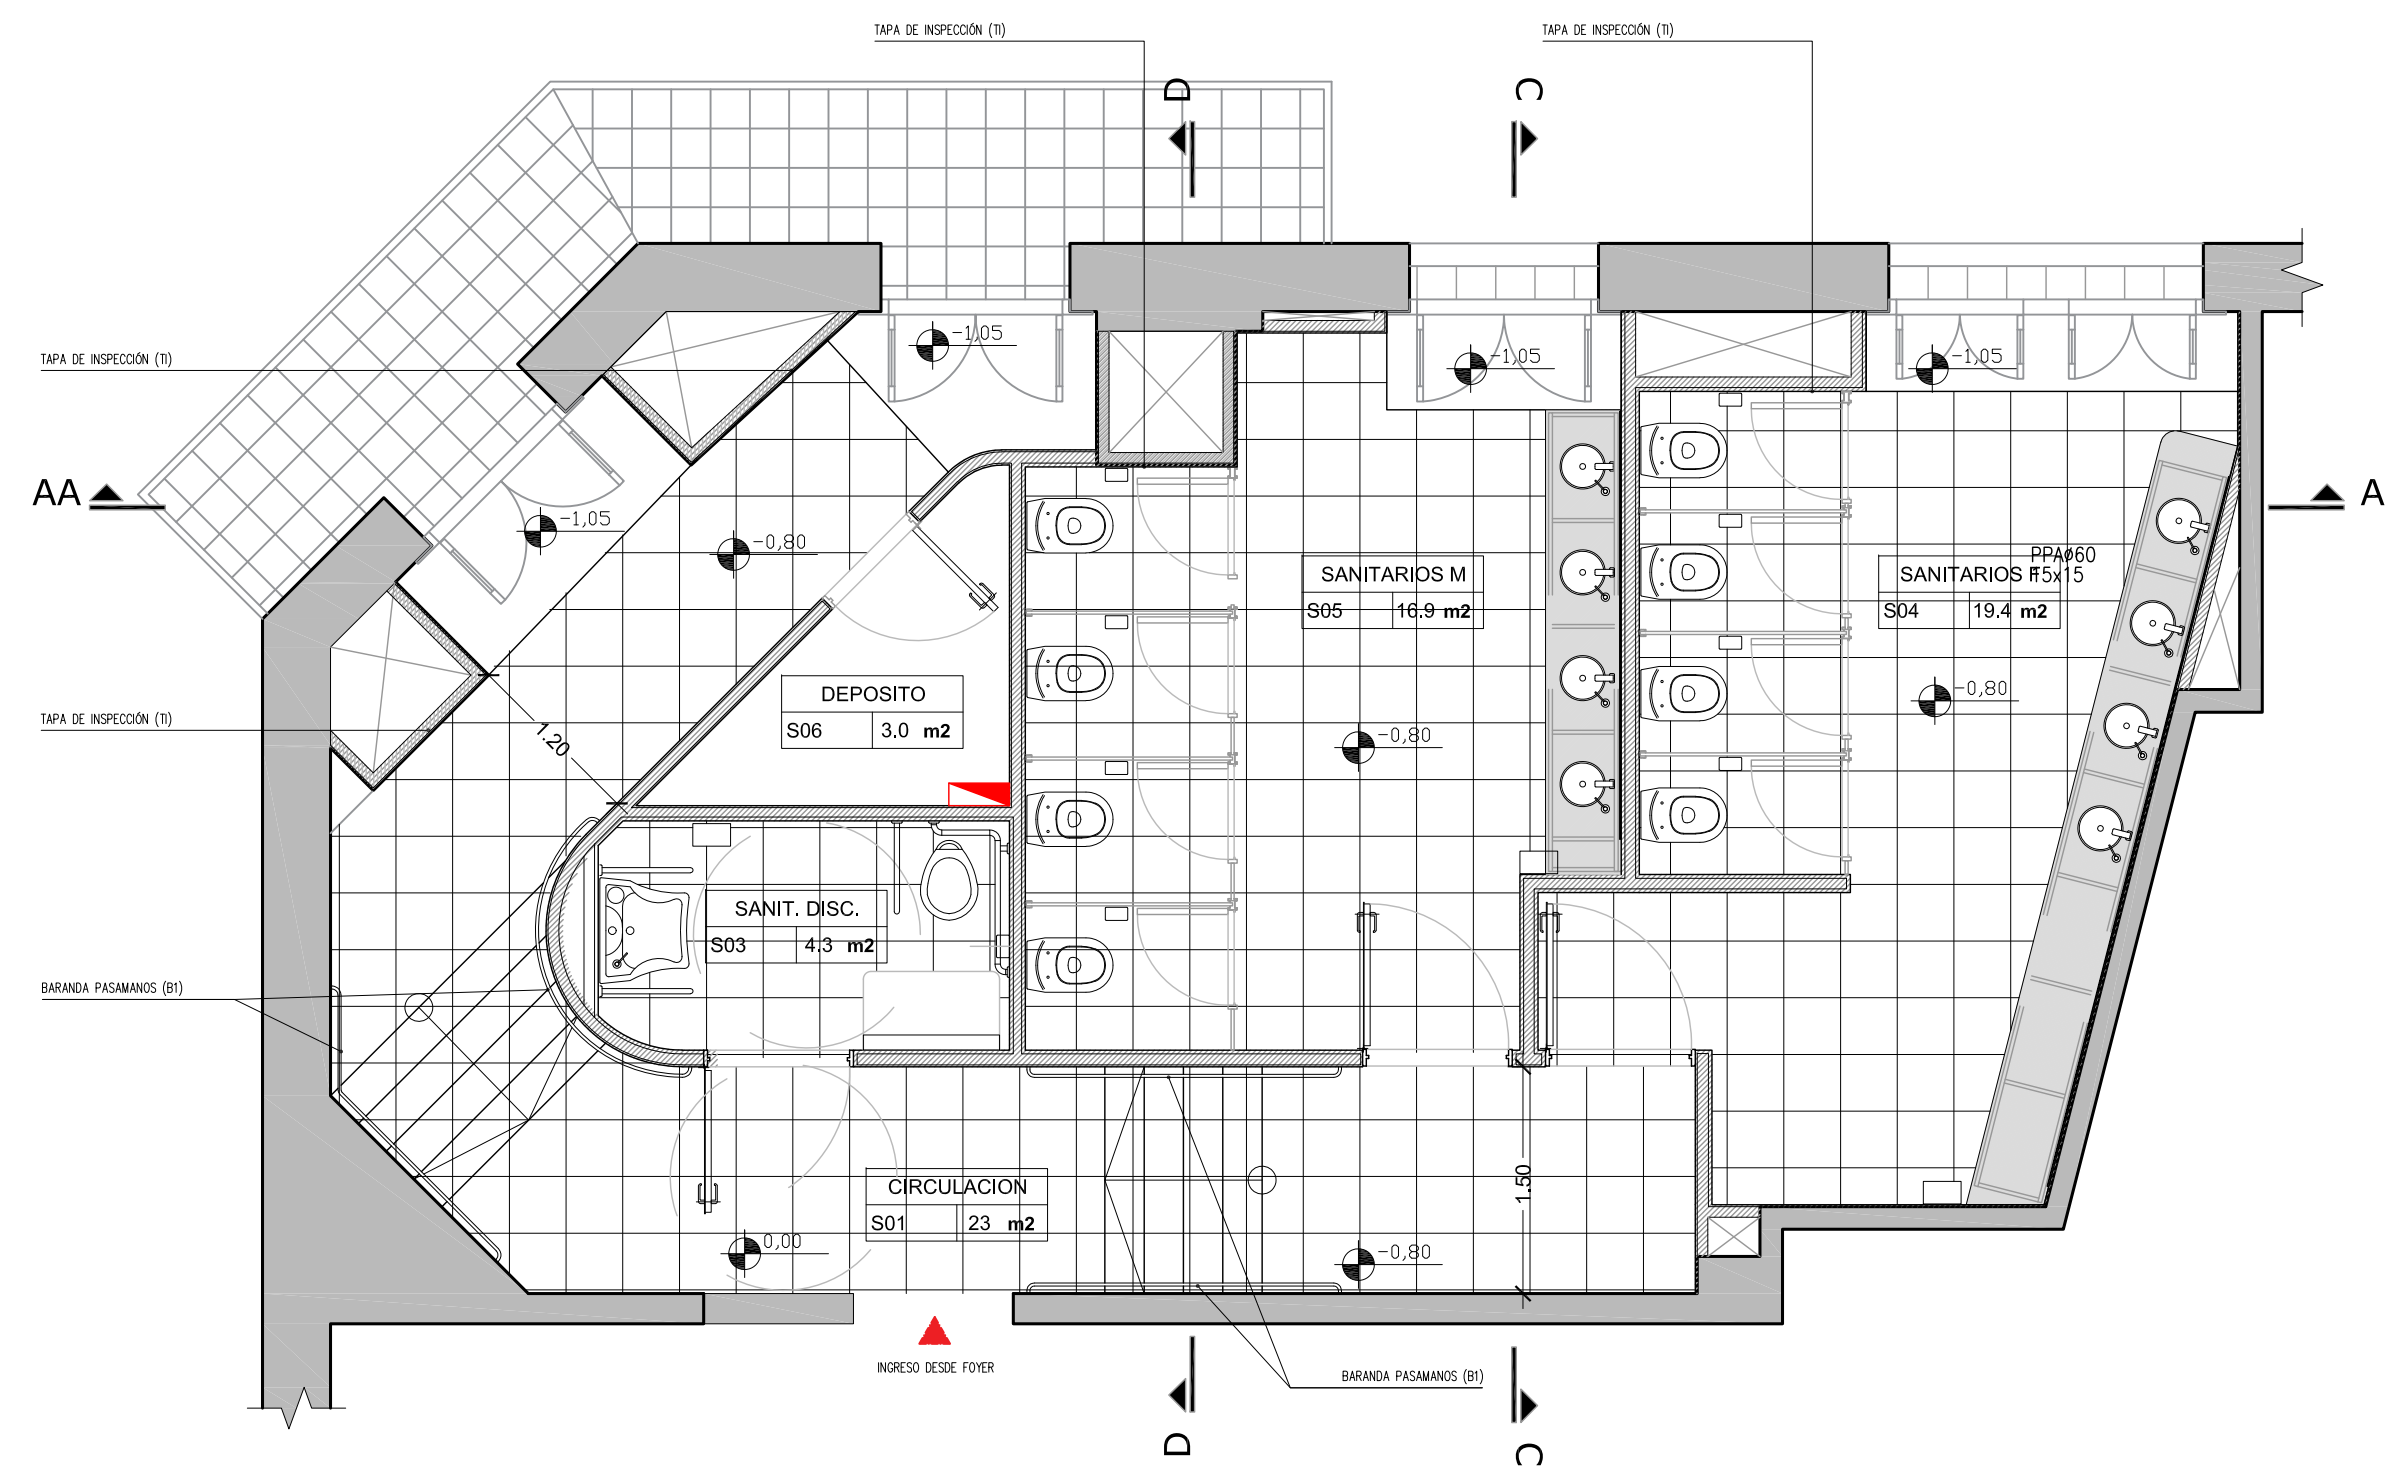 TAPA DE INSPECCIÓN (TI)
TAPA DE INSPECCIÓN (TI)
D
C
-1,05
-1,05
-1,05
TAPA DE INSPECCIÓN (TI)
AA
A
-1,05
-0,80
PPAø60
15x15
SANITARIOS M
S05 16.9 m2
SANITARIOS F
S04 19.4 m2
DEPOSITO
S06 3.0 m2
-0,80
-0,80
TAPA DE INSPECCIÓN (TI)
1.20
SANIT. DISC.
S03 4.3 m2
BARANDA PASAMANOS (B1)
CIRCULACION
S01 23 m2
1.50
0,00
-0,80
INGRESO DESDE FOYER
BARANDA PASAMANOS (B1)
D
C